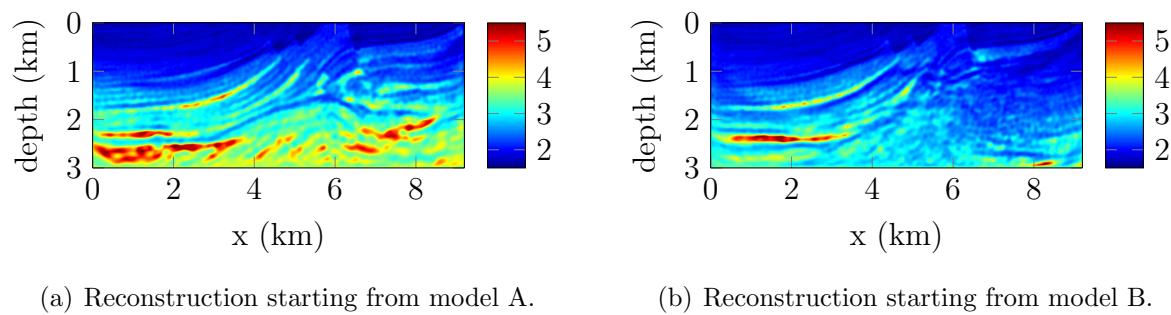 0
1
2
3
depth (km)
0 2 4 6 8
x (km)
5
4
3
2
(a) Reconstruction starting from model A.
0
1
2
3
depth (km)
0 2 4 6 8
x (km)
5
4
3
2
(b) Reconstruction starting from model B.